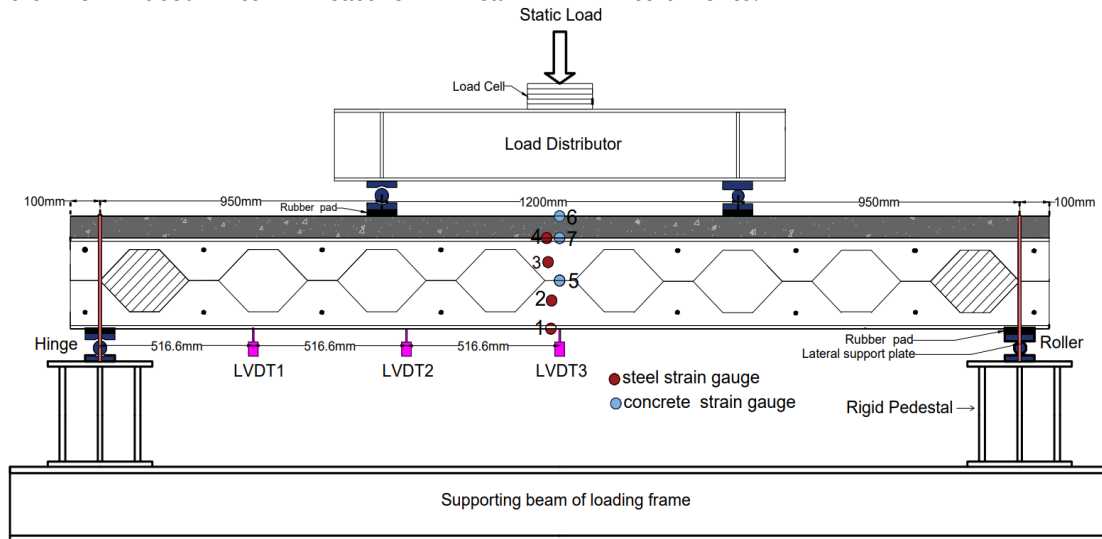 Static Load
Load Cell
Load Distributor
100mm
950mm
Rubber pad
1200mm
950mm
100mm
6
4
7
3
5
2
1
Hinge
516.6mm
516.6mm
516.6mm
Rubber pad
Lateral support plate
Roller
LVDT1
LVDT2
LVDT3
steel strain gauge
concrete strain gauge
Rigid Pedestal
Supporting beam of loading frame